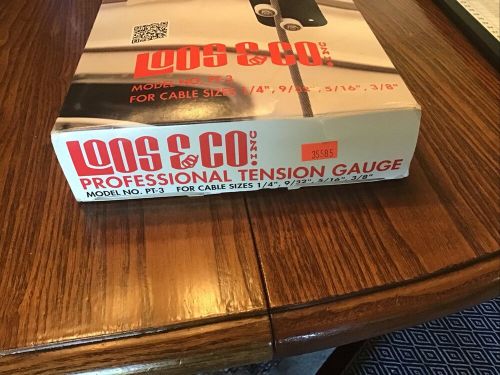 LOOS & CO INC
MODEL NO. PT-3
FOR CABLE SIZES 1/4", 9/32", 5/16", 3/8"
LOOS & CO INC
35585
PROFESSIONAL TENSION GAUGE
MODEL NO. PT-3 FOR CABLE SIZES 1/4", 9/32", 5/16", 3/8"